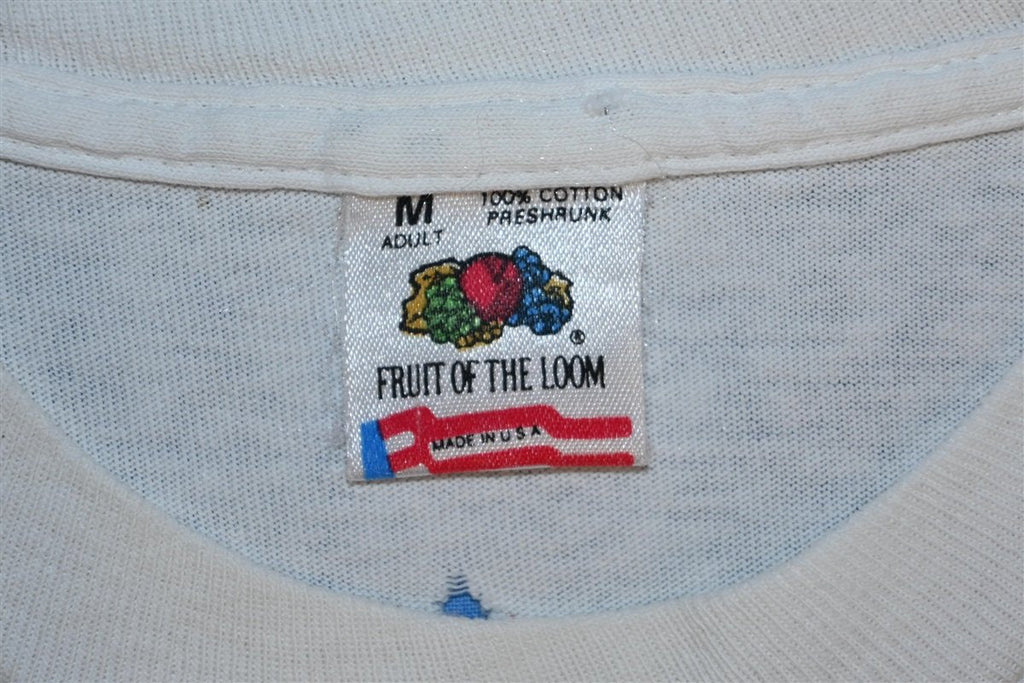 M 100% COTTON
ADULT PRESHRUNK
®
FRUIT OF THE LOOM
MADE IN U S A